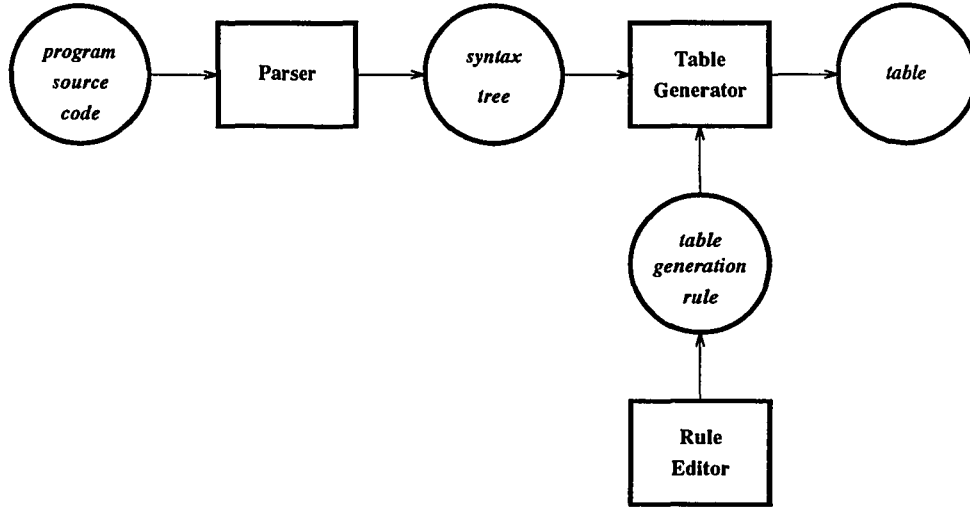 program
source
code
Parser
syntax
tree
Table
Generator
table
table
generation
rule
Rule
Editor